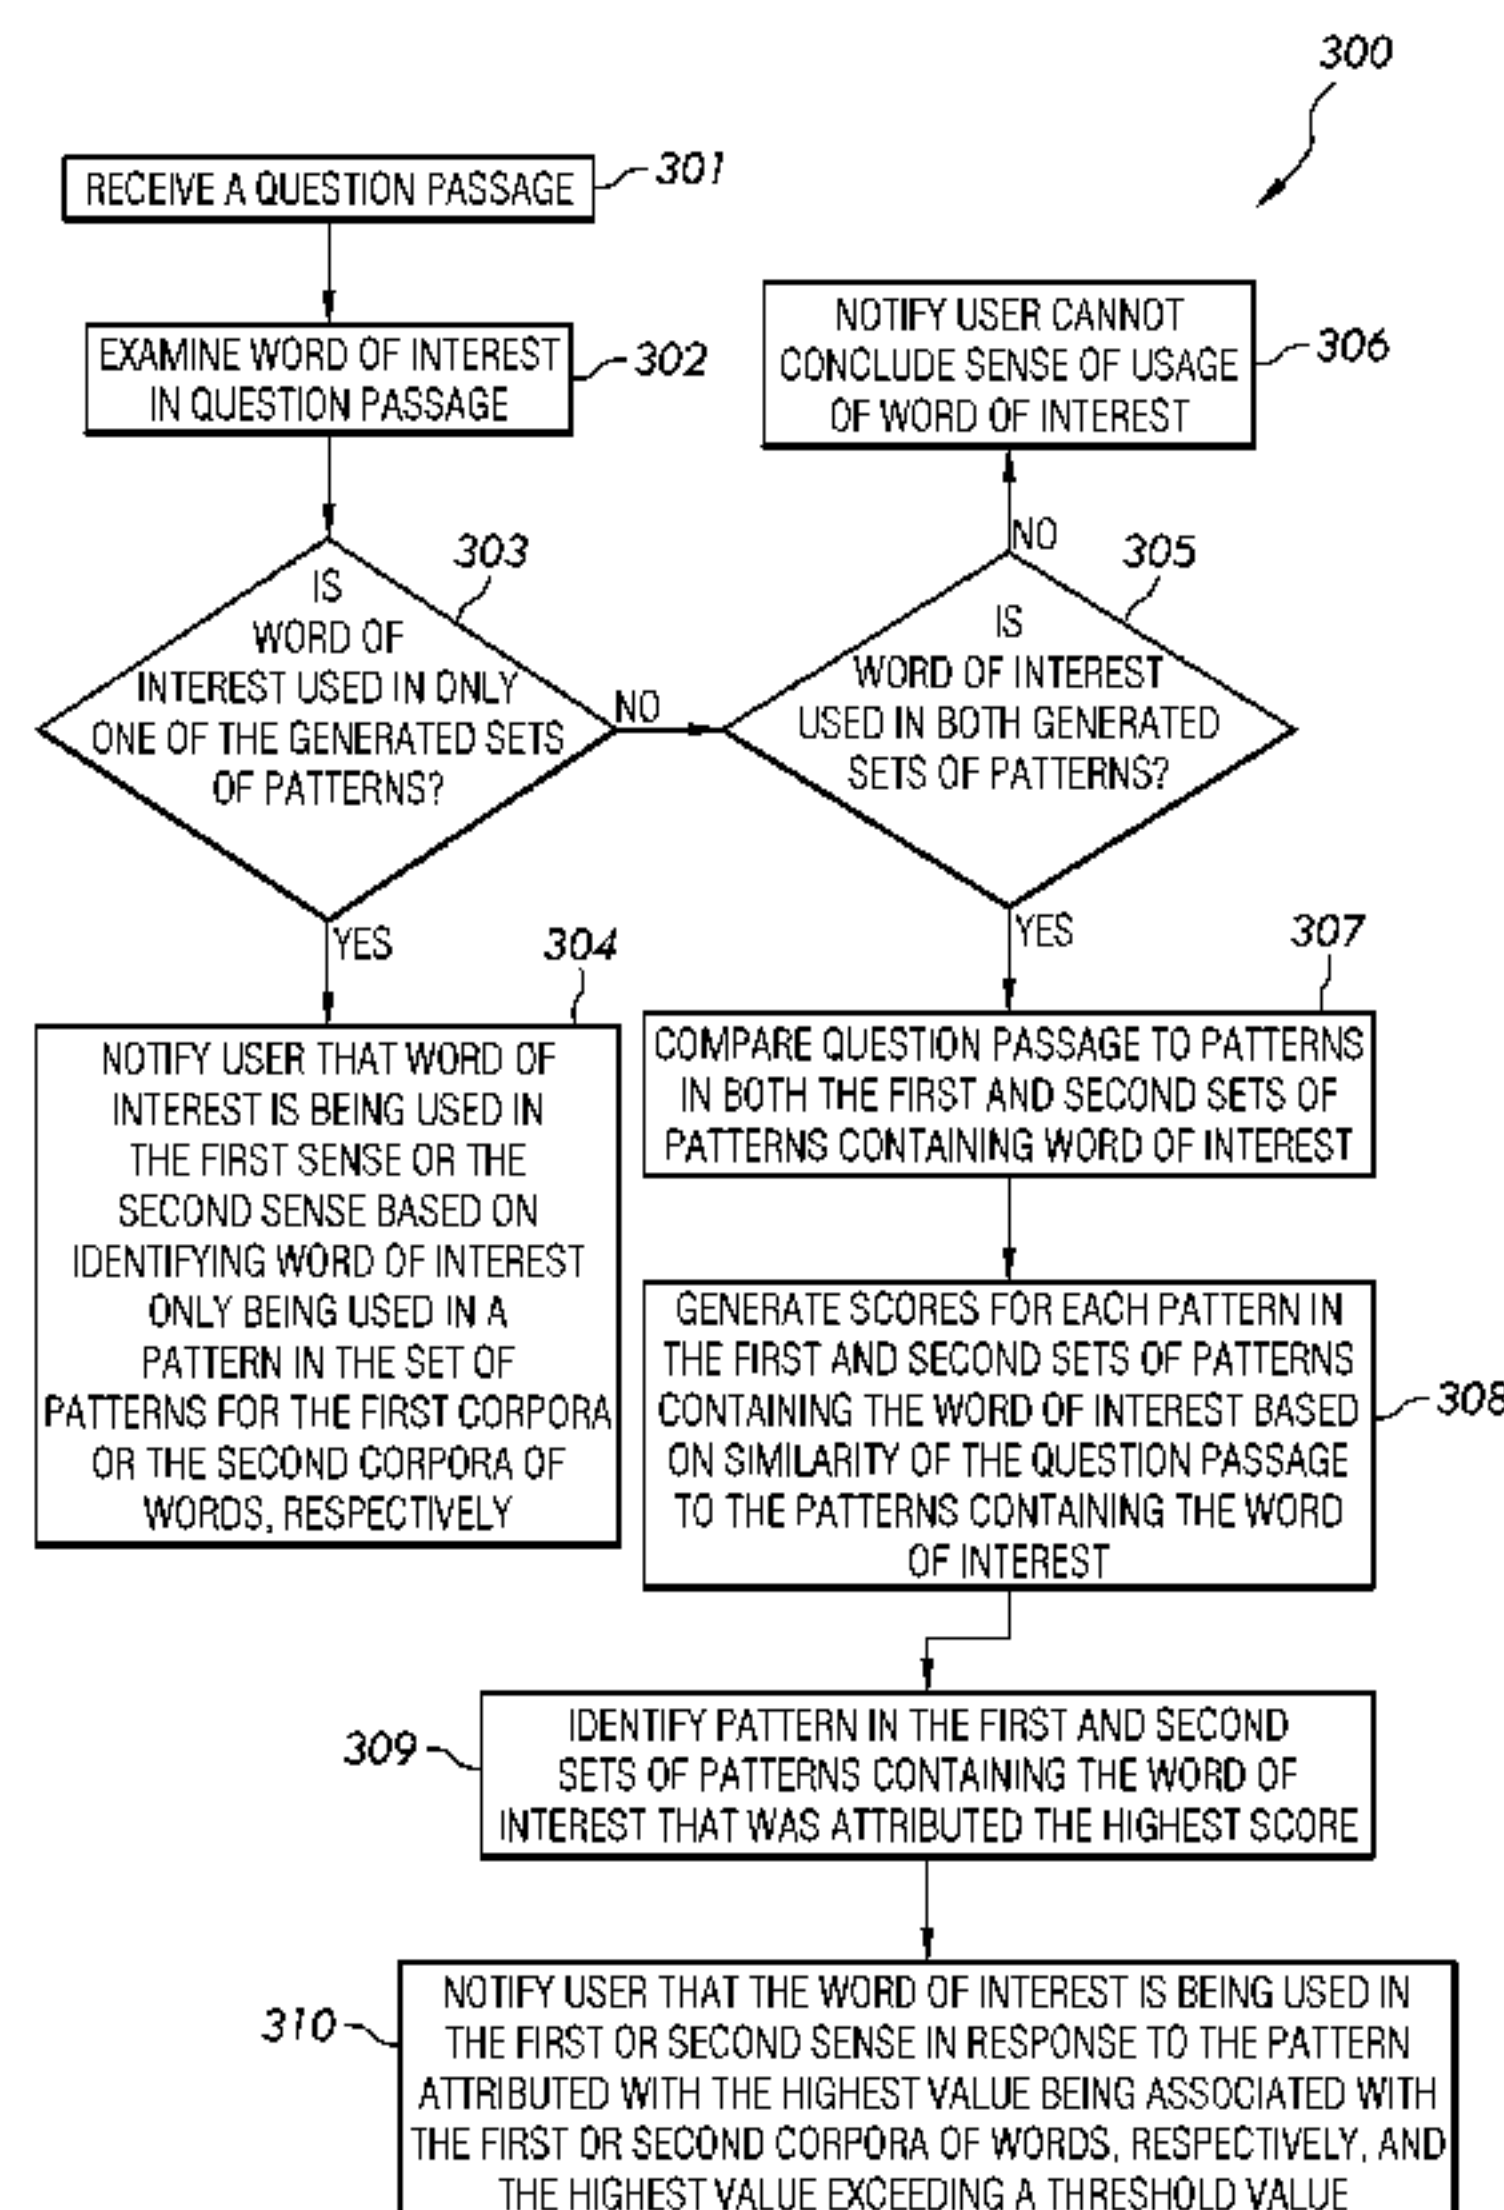 300
RECEIVE A QUESTION PASSAGE
301
EXAMINE WORD OF INTEREST
IN QUESTION PASSAGE
302
IS
WORD OF
INTEREST USED IN ONLY
ONE OF THE GENERATED SETS
OF PATTERNS?
303
NO
YES
NOTIFY USER THAT WORD OF
INTEREST IS BEING USED IN
THE FIRST SENSE OR THE
SECOND SENSE BASED ON
IDENTIFYING WORD OF INTEREST
ONLY BEING USED IN A
PATTERN IN THE SET OF
PATTERNS FOR THE FIRST CORPORA
OR THE SECOND CORPORA OF
WORDS, RESPECTIVELY
304
IS
WORD OF INTEREST
USED IN BOTH GENERATED
SETS OF PATTERNS?
305
NO
NOTIFY USER CANNOT
CONCLUDE SENSE OF USAGE
OF WORD OF INTEREST
306
YES
COMPARE QUESTION PASSAGE TO PATTERNS
IN BOTH THE FIRST AND SECOND SETS OF
PATTERNS CONTAINING WORD OF INTEREST
307
GENERATE SCORES FOR EACH PATTERN IN
THE FIRST AND SECOND SETS OF PATTERNS
CONTAINING THE WORD OF INTEREST BASED
ON SIMILARITY OF THE QUESTION PASSAGE
TO THE PATTERNS CONTAINING THE WORD
OF INTEREST
308
IDENTIFY PATTERN IN THE FIRST AND SECOND
SETS OF PATTERNS CONTAINING THE WORD OF
INTEREST THAT WAS ATTRIBUTED THE HIGHEST SCORE
309
NOTIFY USER THAT THE WORD OF INTEREST IS BEING USED IN
THE FIRST OR SECOND SENSE IN RESPONSE TO THE PATTERN
ATTRIBUTED WITH THE HIGHEST VALUE BEING ASSOCIATED WITH
THE FIRST OR SECOND CORPORA OF WORDS, RESPECTIVELY, AND
THE HIGHEST VALUE EXCEEDING A THRESHOLD VALUE
310